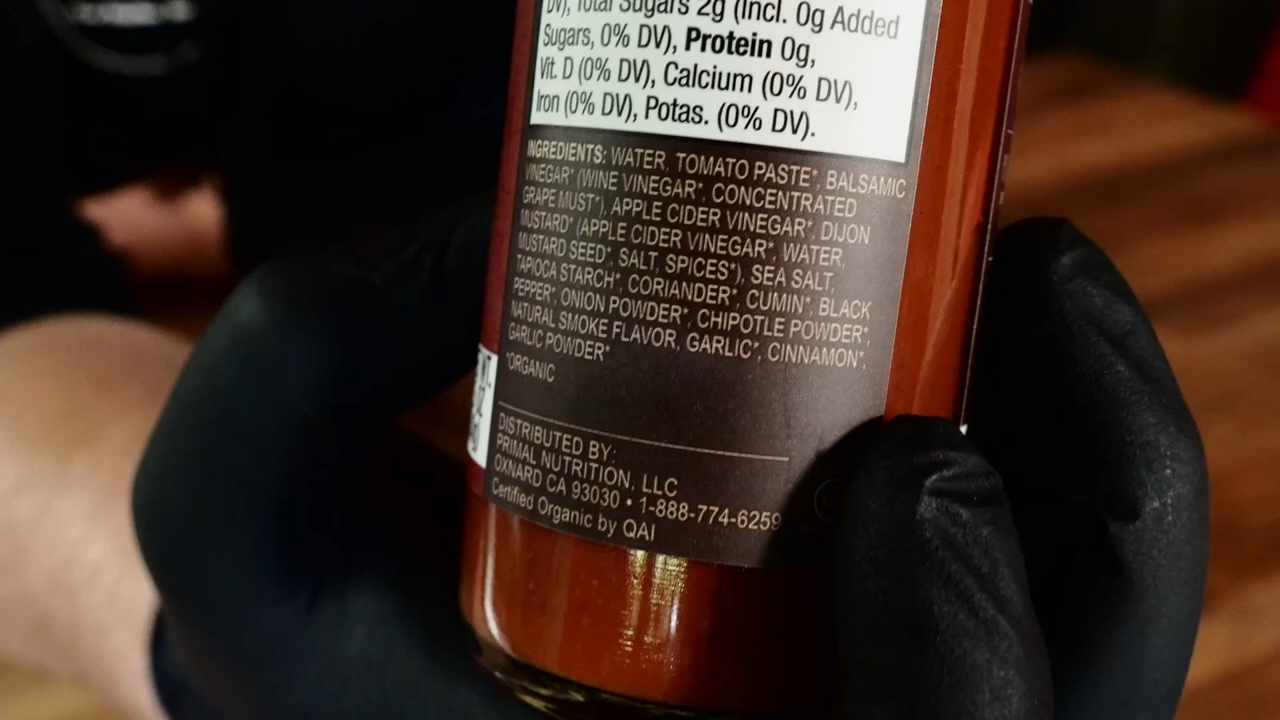 DV), Total Sugars 2g (Incl. 0g Added
Sugars, 0% DV), Protein 0g,
Vit. D (0% DV), Calcium (0% DV),
Iron (0% DV), Potas. (0% DV).
INGREDIENTS: WATER, TOMATO PASTE*, BALSAMIC
VINEGAR* (WINE VINEGAR*, CONCENTRATED
GRAPE MUST*), APPLE CIDER VINEGAR*, DIJON
MUSTARD* (APPLE CIDER VINEGAR*, WATER,
MUSTARD SEED*, SALT, SPICES*), SEA SALT,
TAPIOCA STARCH*, CORIANDER*, CUMIN*, BLACK
PEPPER*, ONION POWDER*, CHIPOTLE POWDER*,
NATURAL SMOKE FLAVOR, GARLIC*, CINNAMON*,
GARLIC POWDER*
*ORGANIC
DISTRIBUTED BY:
PRIMAL NUTRITION, LLC
OXNARD CA 93030 • 1-888-774-6259
Certified Organic by QAI